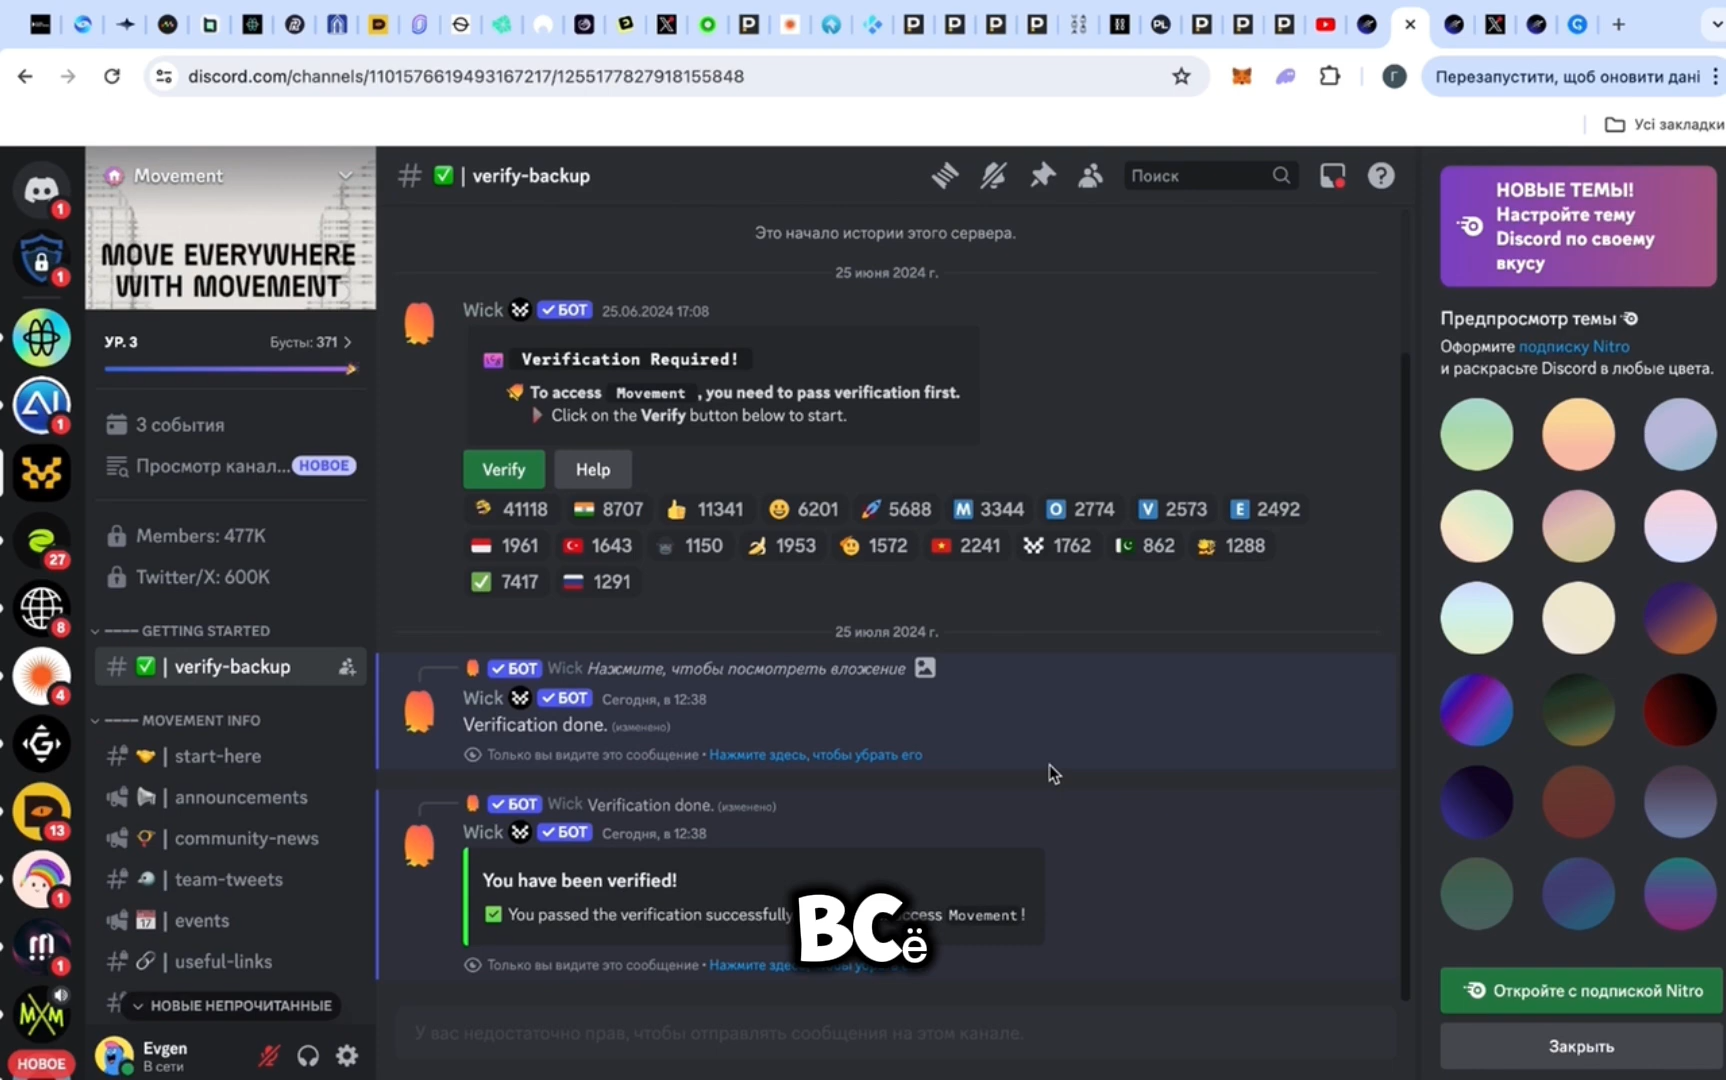 discord.com/channels/1101576619493167217/1255177827918155848
Перезапустити, щоб оновити дані
Усі закладки
Movement
MOVE EVERYWHERE
WITH MOVEMENT
УР. 3
Бусты: 371
3 события
Просмотр канал...
НОВОЕ
Members: 477K
Twitter/X: 600K
GETTING STARTED
verify-backup
MOVEMENT INFO
start-here
announcements
community-news
team-tweets
events
useful-links
НОВЫЕ НЕПРОЧИТАННЫЕ
Evgen
В сети
1
1
1
27
8
4
13
1
1
НОВОЕ
# ✅ | verify-backup
Поиск
Это начало истории этого сервера.
25 июня 2024 г.
Wick БОТ 25.06.2024 17:08
Verification Required!
To access Movement , you need to pass verification first.
Click on the Verify button below to start.
Verify Help
41118 8707 11341 6201 5688 M 3344 O 2774 V 2573 E 2492
1961 1643 1150 1953 1572 2241 1762 862 1288
7417 1291
25 июля 2024 г.
БОТ Wick Нажмите, чтобы посмотреть вложение
Wick БОТ Сегодня, в 12:38
Verification done. (изменено)
Только вы видите это сообщение • Нажмите здесь, чтобы убрать его
БОТ Wick Verification done. (изменено)
Wick БОТ Сегодня, в 12:38
You have been verified!
You passed the verification successfully Movement!
ВСё
Только вы видите это сообщение • Нажмите
У вас недостаточно прав, чтобы отправлять сообщения на этом канале.
НОВЫЕ ТЕМЫ!
Настройте тему
Discord по своему
вкусу
Предпросмотр темы
Оформите подписку Nitro
и раскрасьте Discord в любые цвета.
Откройте с подпиской Nitro
Закрыть